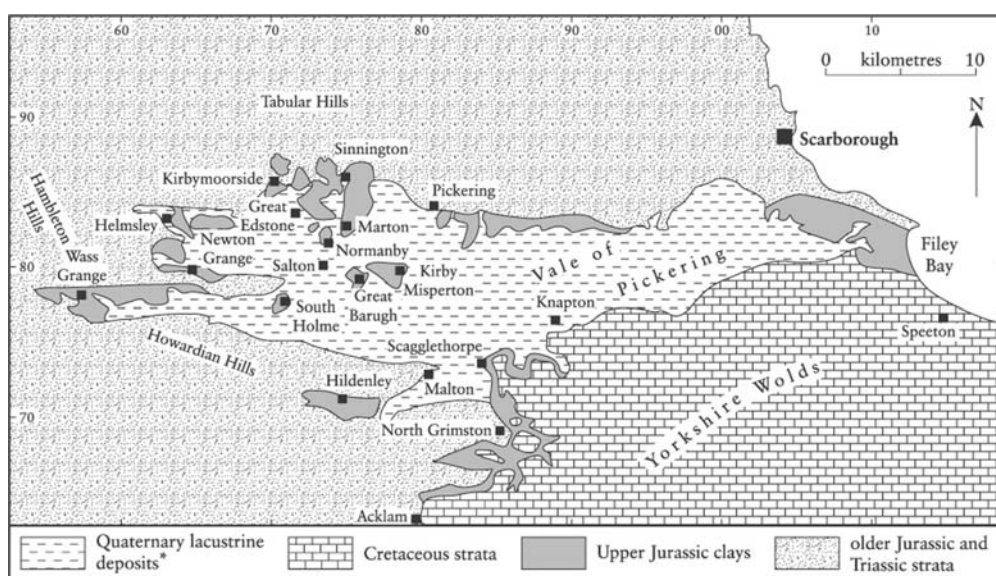 60
70
80
90
00
10
0 kilometres 10
90
Tabular Hills
N
Sinnington
Scarborough
Kirbymoorside
Pickering
Hambleton
Hills
Great
Edstone
Helmsley
Marton
Newton
Grange
Normanby
Filey
Bay
Wass
Grange
80
Salton
Kirby
Misperton
Vale of
Pickering
Great
Barugh
South
Holme
Knapton
Speeton
Howardian Hills
Scagglethorpe
Hildenley
Malton
Yorkshire Wolds
70
North Grimston
Acklam
Quaternary lacustrine
deposits*
Cretaceous strata
Upper Jurassic clays
older Jurassic and
Triassic strata